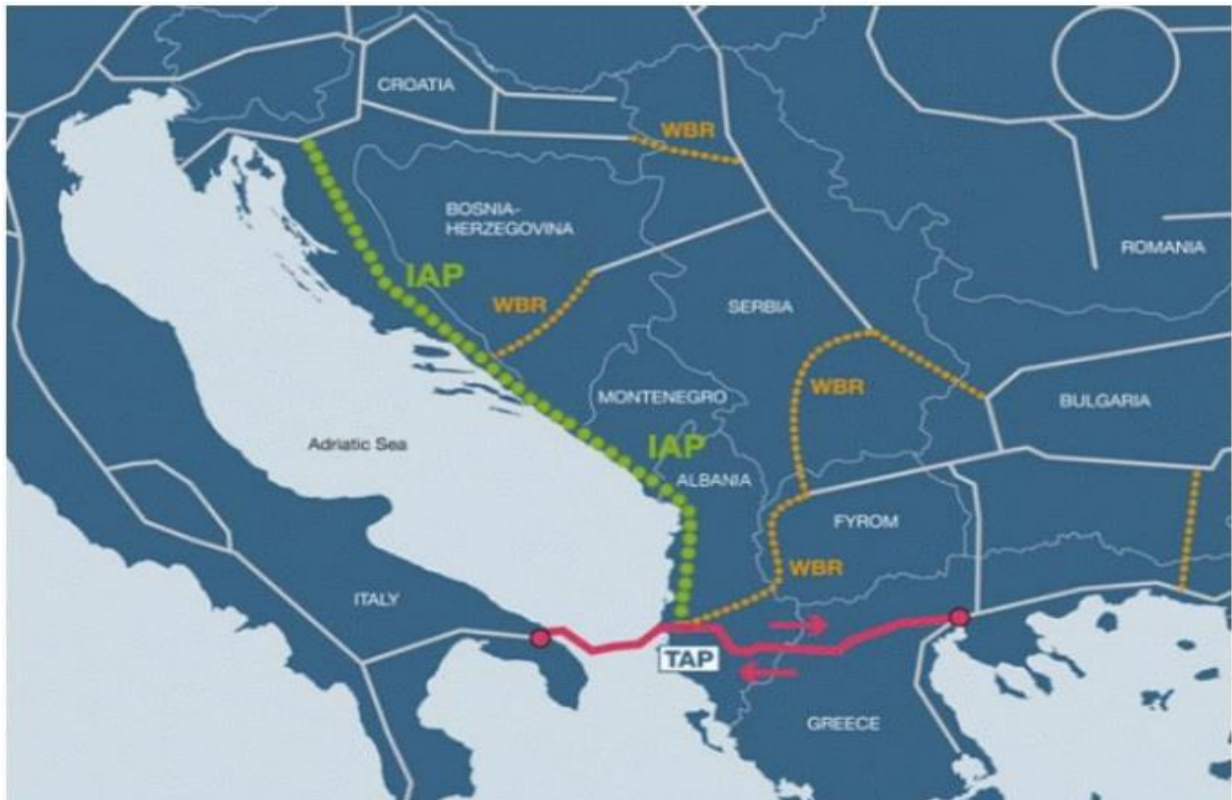 CROATIA
WBR
BOSNIA-
HERZEGOVINA
ROMANIA
IAP
WBR
SERBIA
WBR
MONTENEGRO
BULGARIA
Adriatic Sea
IAP
ALBANIA
FYROM
WBR
ITALY
TAP
GREECE